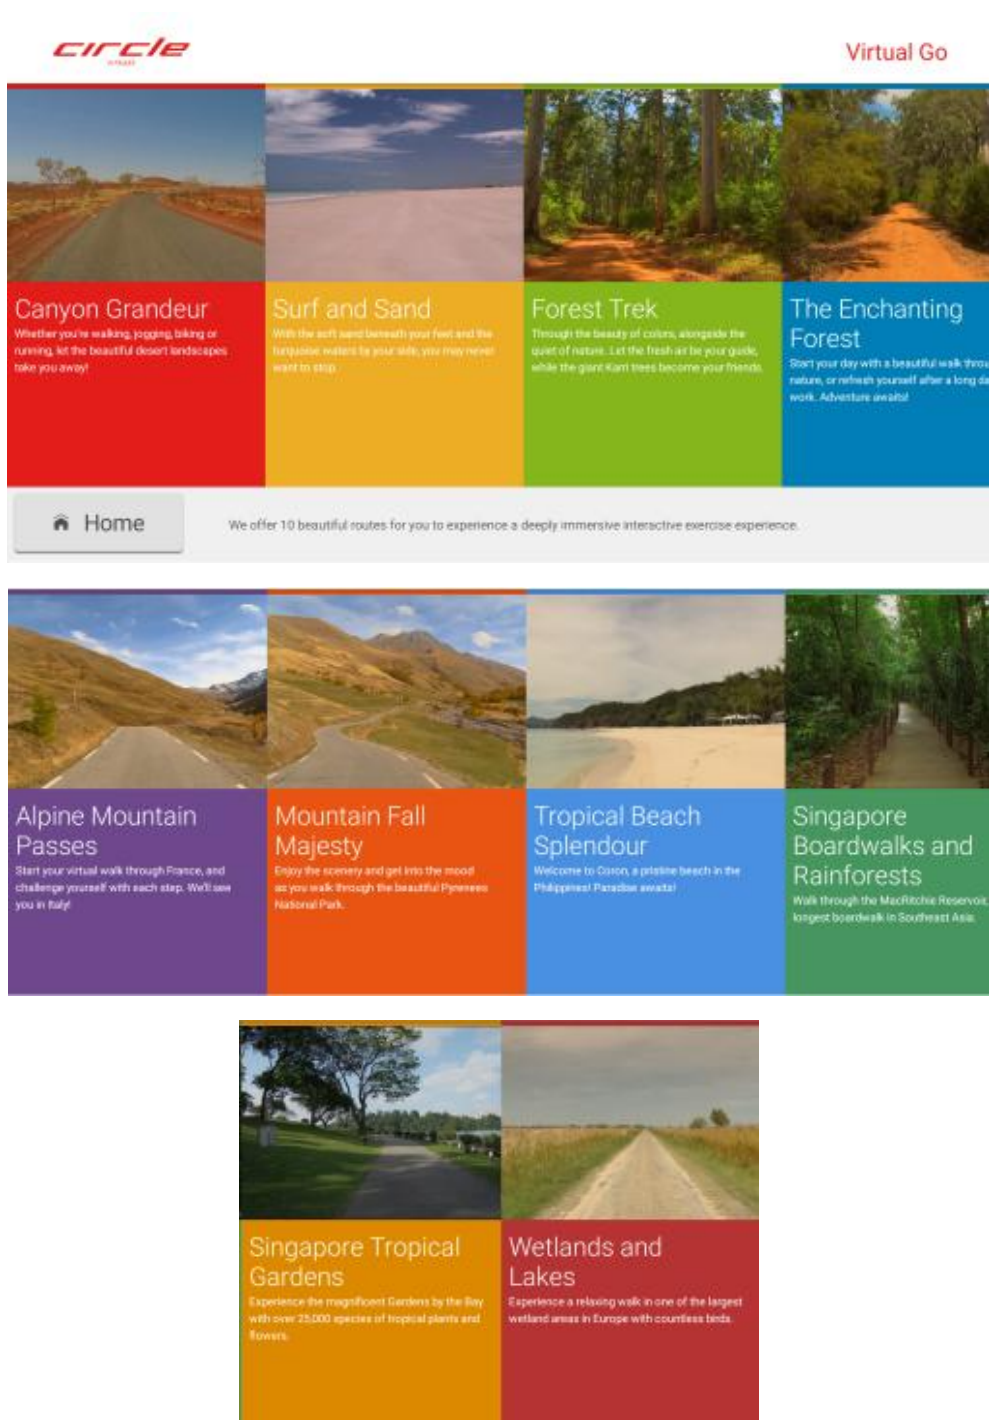 circle
Virtual Go
Canyon Grandeur
Whether you're walking, jogging, biking or
running, let the beautiful desert landscapes
take you away!
Surf and Sand
With the soft sand beneath your feet and the
turquoise waters by your side, you may never
want to stop.
Forest Trek
Through the beauty of colors, alongside the
quiet of nature. Let the fresh air be your guide,
while the giant Karri trees become your friends.
The Enchanting
Forest
Start your day with a beautiful walk throu
nature, or refresh yourself after a long da
work. Adventure awaits!
Home
We offer 10 beautiful routes for you to experience a deeply immersive interactive exercise experience.
Alpine Mountain
Passes
Start your virtual walk through France, and
challenge yourself with each step. We'll see
you in Italy!
Mountain Fall
Majesty
Enjoy the scenery and get into the mood
as you walk through the beautiful Pyrenees
National Park.
Tropical Beach
Splendour
Welcome to Coron, a pristine beach in the
Philippines! Paradise awaits!
Singapore
Boardwalks and
Rainforests
Walk through the MacRitchie Reservoir,
longest boardwalk in Southeast Asia.
Singapore Tropical
Gardens
Experience the magnificent Gardens by the Bay
with over 25,000 species of tropical plants and
flowers.
Wetlands and
Lakes
Experience a relaxing walk in one of the largest
wetland areas in Europe with countless birds.